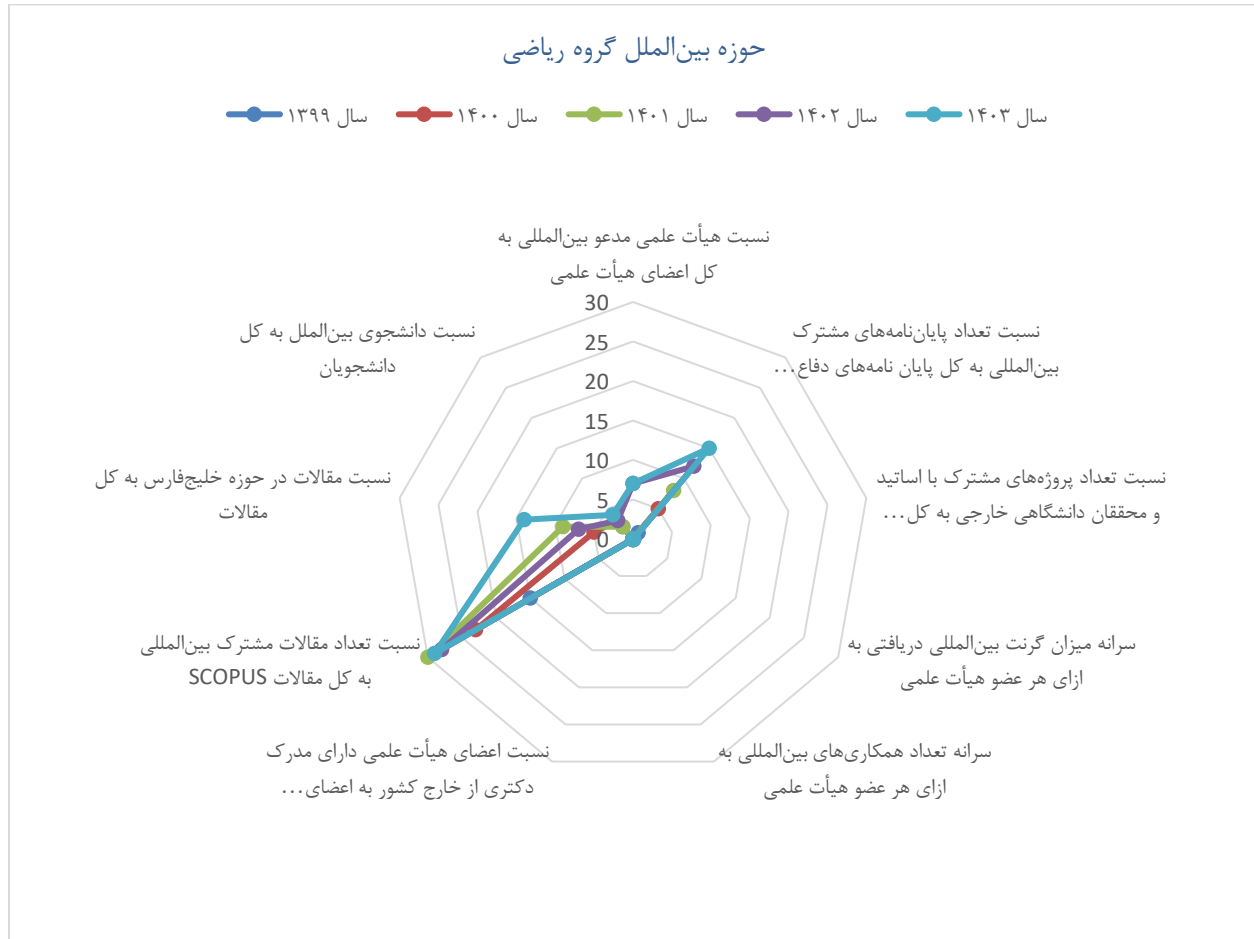 حوزه بین‌الملل گروه ریاضی
سال ۱۳۹۹
سال ۱۴۰۰
سال ۱۴۰۱
سال ۱۴۰۲
سال ۱۴۰۳
نسبت هیأت علمی مدعو بین‌المللی به
کل اعضای هیأت علمی
نسبت تعداد پایان‌نامه‌های مشترک
بین‌المللی به کل پایان نامه‌های دفاع...
نسبت تعداد پروژه‌های مشترک با اساتید
و محققان دانشگاهی خارجی به کل...
سرانه میزان گرنت بین‌المللی دریافتی به
ازای هر عضو هیأت علمی
سرانه تعداد همکاری‌های بین‌المللی به
ازای هر عضو هیأت علمی
نسبت اعضای هیأت علمی دارای مدرک
دکتری از خارج کشور به اعضای...
نسبت تعداد مقالات مشترک بین‌المللی
به کل مقالات SCOPUS
نسبت مقالات در حوزه خلیج‌فارس به کل
مقالات
نسبت دانشجوی بین‌الملل به کل
دانشجویان
30
25
20
15
10
5
0